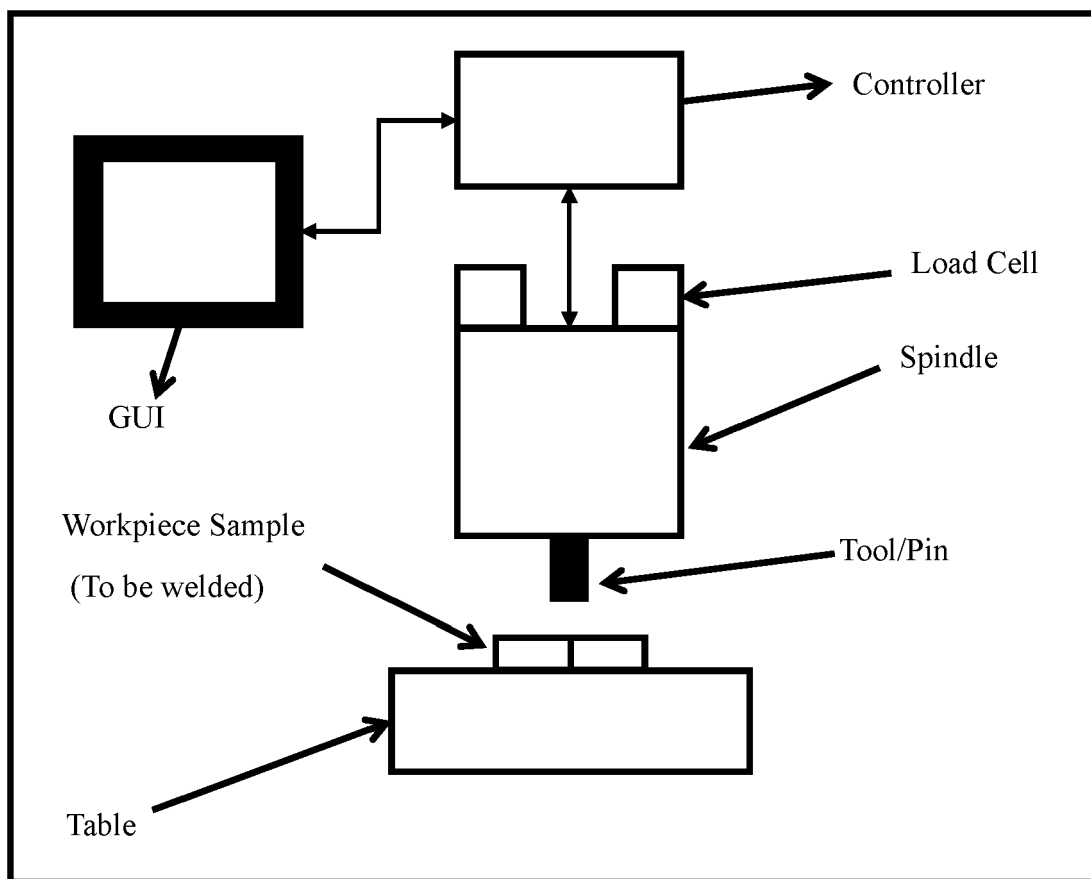 Controller
Load Cell
Spindle
GUI
Workpiece Sample
(To be welded)
Tool/Pin
Table